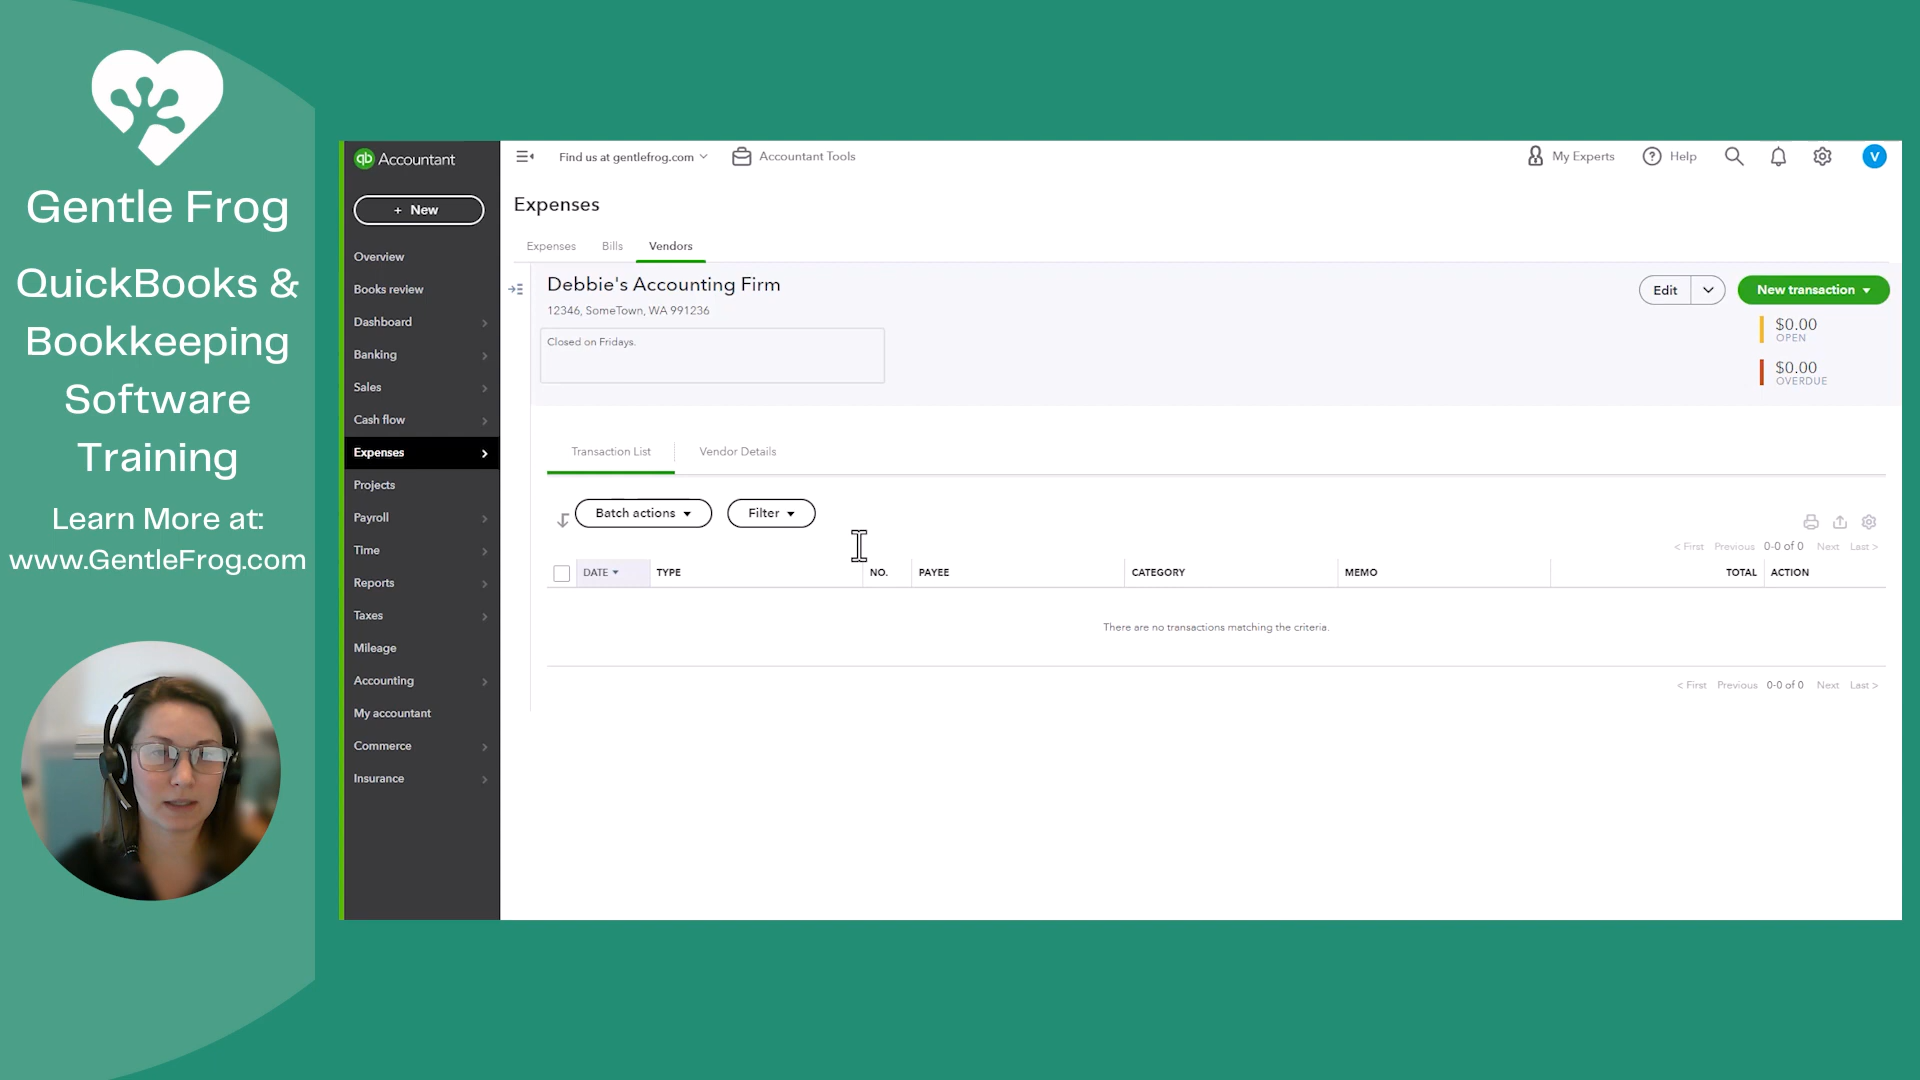 Gentle Frog
QuickBooks &
Bookkeeping
Software
Training
Learn More at:
www.GentleFrog.com
qb Accountant
+ New
Overview
Books review
Dashboard
Banking
Sales
Cash flow
Expenses
Projects
Payroll
Time
Reports
Taxes
Mileage
Accounting
My accountant
Commerce
Insurance
Find us at gentlefrog.com
Accountant Tools
My Experts
Help
V
Expenses
Expenses Bills Vendors
Debbie's Accounting Firm
12346, SomeTown, WA 991236
Closed on Fridays.
Edit
New transaction
$0.00
OPEN
$0.00
OVERDUE
Transaction List Vendor Details
Batch actions Filter
< First Previous 0-0 of 0 Next Last >
DATE TYPE NO. PAYEE CATEGORY MEMO TOTAL ACTION
There are no transactions matching the criteria.
< First Previous 0-0 of 0 Next Last >